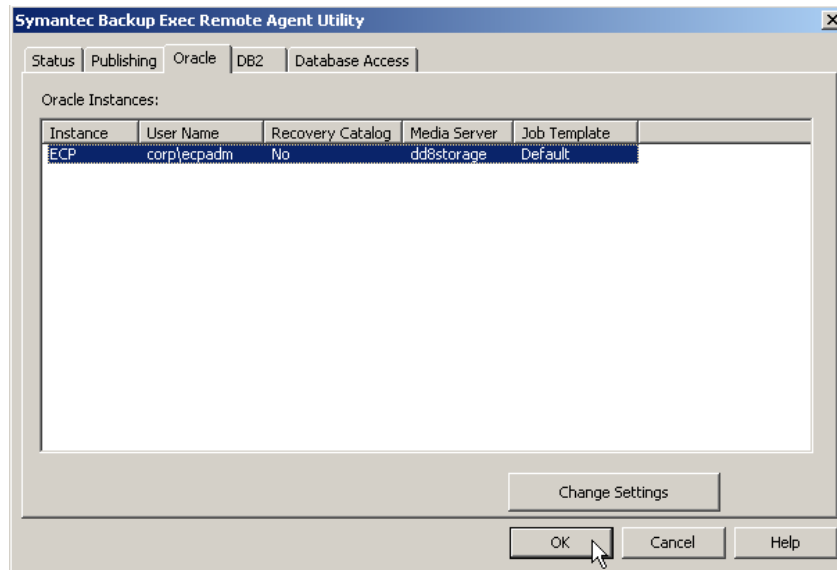 Symantec Backup Exec Remote Agent Utility
Status Publishing Oracle DB2 Database Access
Oracle Instances:
Instance User Name Recovery Catalog Media Server Job Template
ECP corp\ecpadm No dd8storage Default
Change Settings
OK Cancel Help